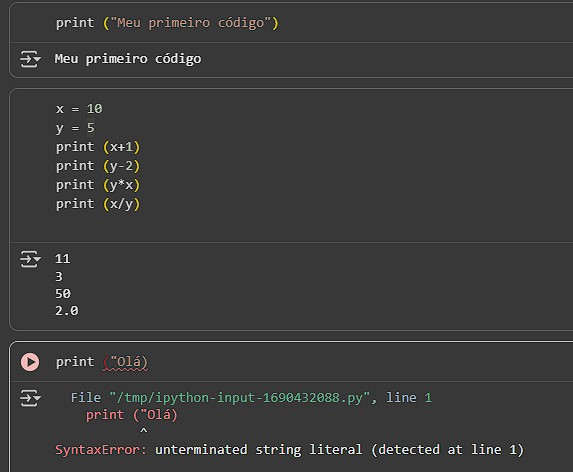 print ("Meu primeiro código")
Meu primeiro código
x = 10
y = 5
print (x+1)
print (y-2)
print (y*x)
print (x/y)
11
3
50
2.0
print ("Olá)
File "/tmp/ipython-input-1690432088.py", line 1
print ("Olá)
^
SyntaxError: unterminated string literal (detected at line 1)